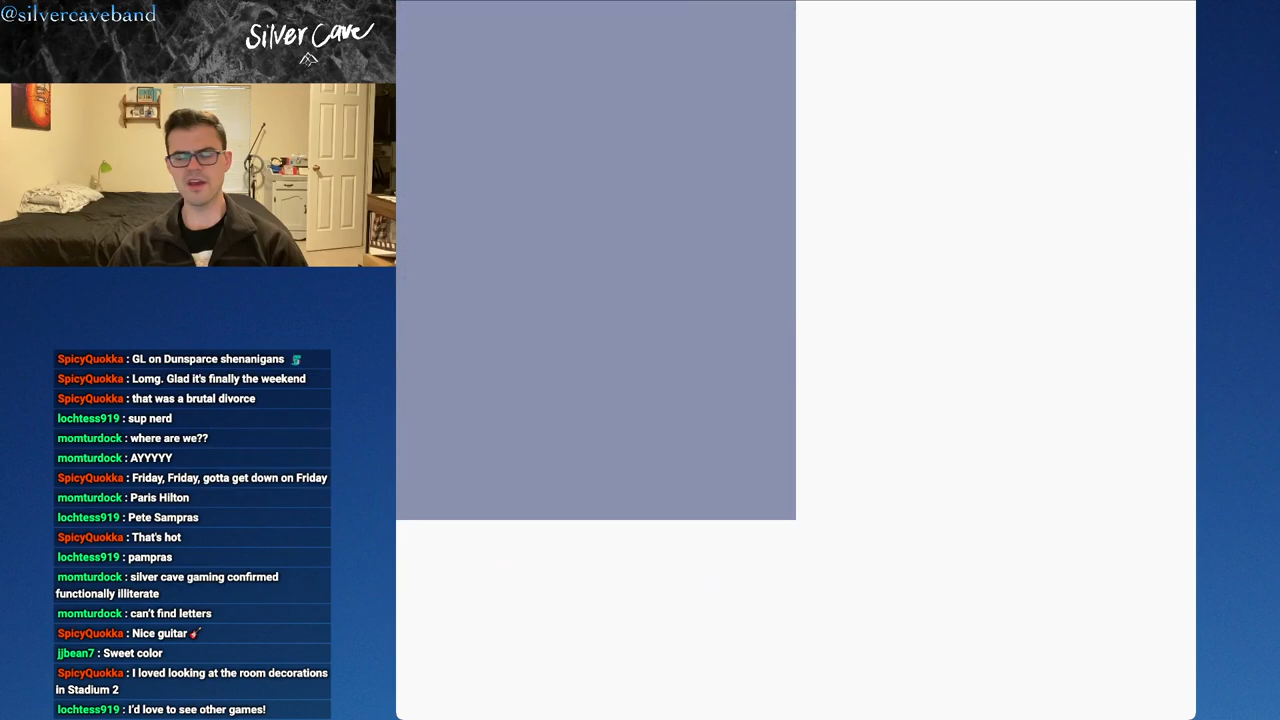 @silvercaveband
Silver Cave
SpicyQuokka : GL on Dunsparce shenanigans
SpicyQuokka : Lomg. Glad it's finally the weekend
SpicyQuokka : that was a brutal divorce
lochtess919 : sup nerd
momturdock : where are we??
momturdock : AYYYYY
SpicyQuokka : Friday, Friday, gotta get down on Friday
momturdock : Paris Hilton
lochtess919 : Pete Sampras
SpicyQuokka : That's hot
lochtess919 : pampras
momturdock : silver cave gaming confirmed
functionally illiterate
momturdock : can't find letters
SpicyQuokka : Nice guitar
jjbean7 : Sweet color
SpicyQuokka : I loved looking at the room decorations
in Stadium 2
lochtess919 : I'd love to see other games!